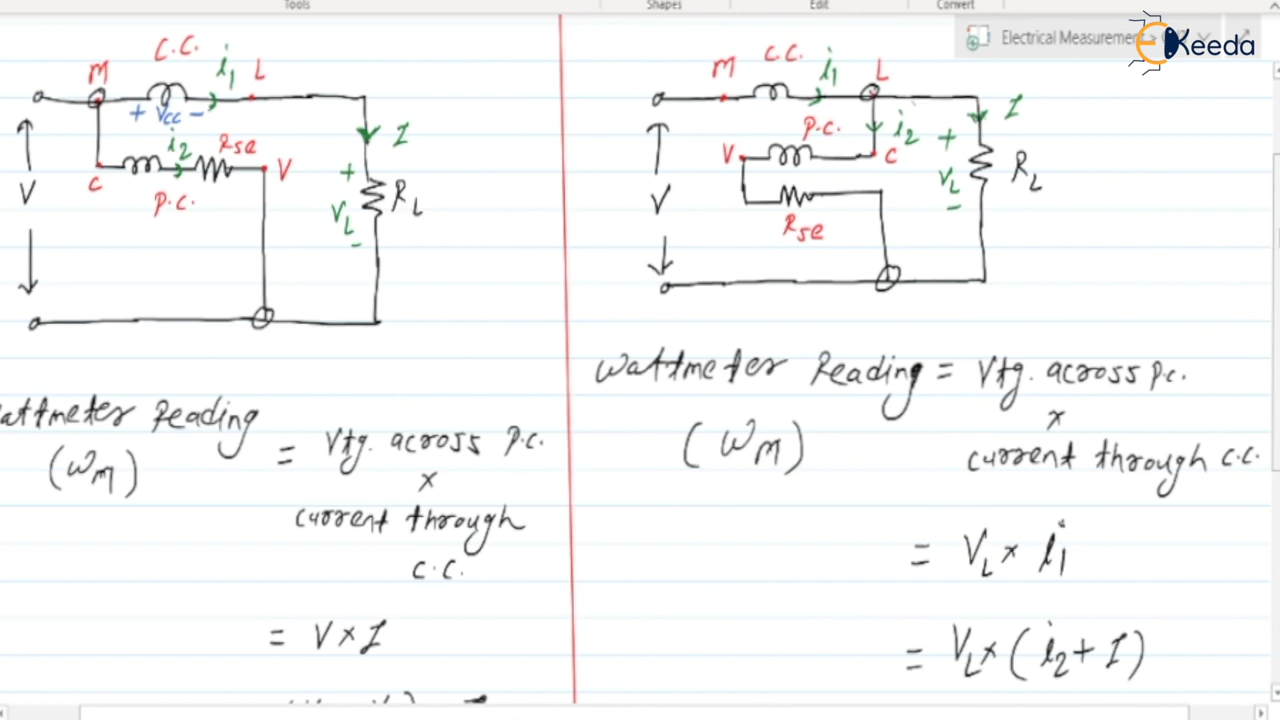 Tools
Shapes
Edit
Convert
Electrical Measurement
EKeeda
C.C.
M
i1
L
+ VCC -
I
i2
RSe
C
V
P.C.
+
VL
-
RL
V
Wattmeter Reading
(WM)
= Vtg. across P.C.
x
current through
C.C.
= V x I
C.C.
M
i1
L
I
P.C.
i2
V
C
+
VL
-
RL
RSe
V
Wattmeter Reading = Vtg. across P.C.
x
(WM)
current through C.C.
= VL x i1
= VL x (i2 + I)